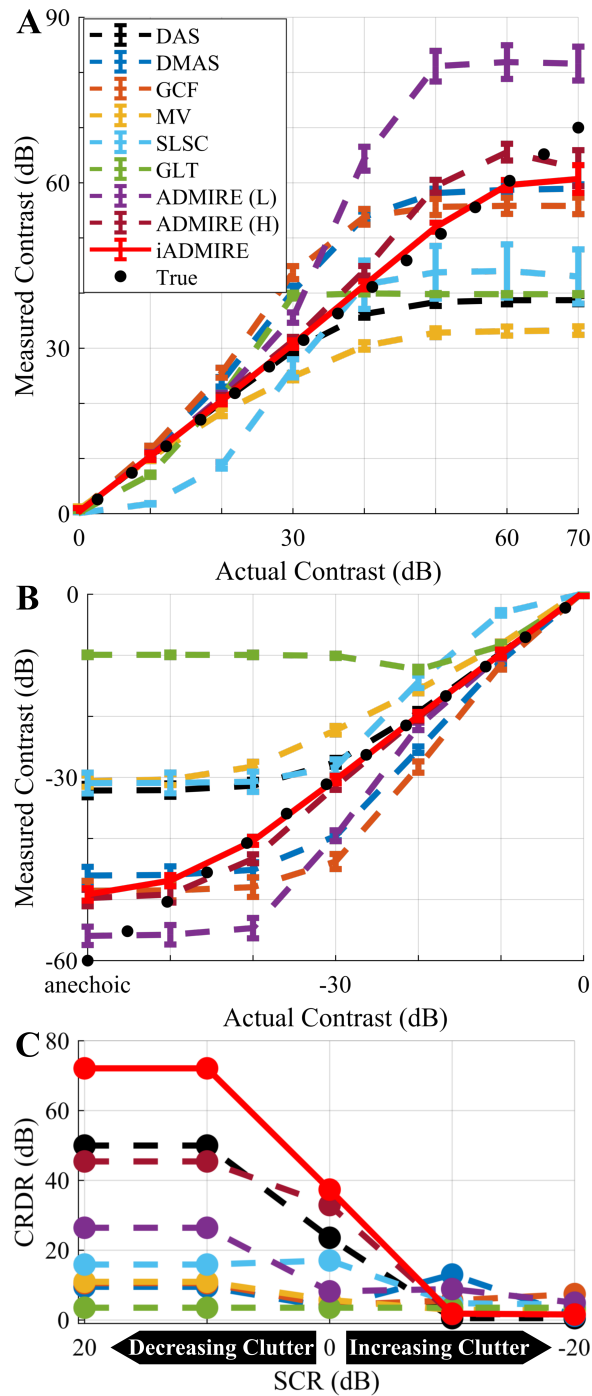 A
90
60
30
0
Measured Contrast (dB)
DAS
DMAS
GCF
MV
SLSC
GLT
ADMIRE (L)
ADMIRE (H)
iADMIRE
True
0
30
60
70
Actual Contrast (dB)
B
0
-30
-60
Measured Contrast (dB)
anechoic
-30
0
Actual Contrast (dB)
C
80
60
40
20
0
CRDR (dB)
20
Decreasing Clutter
0
Increasing Clutter
-20
SCR (dB)